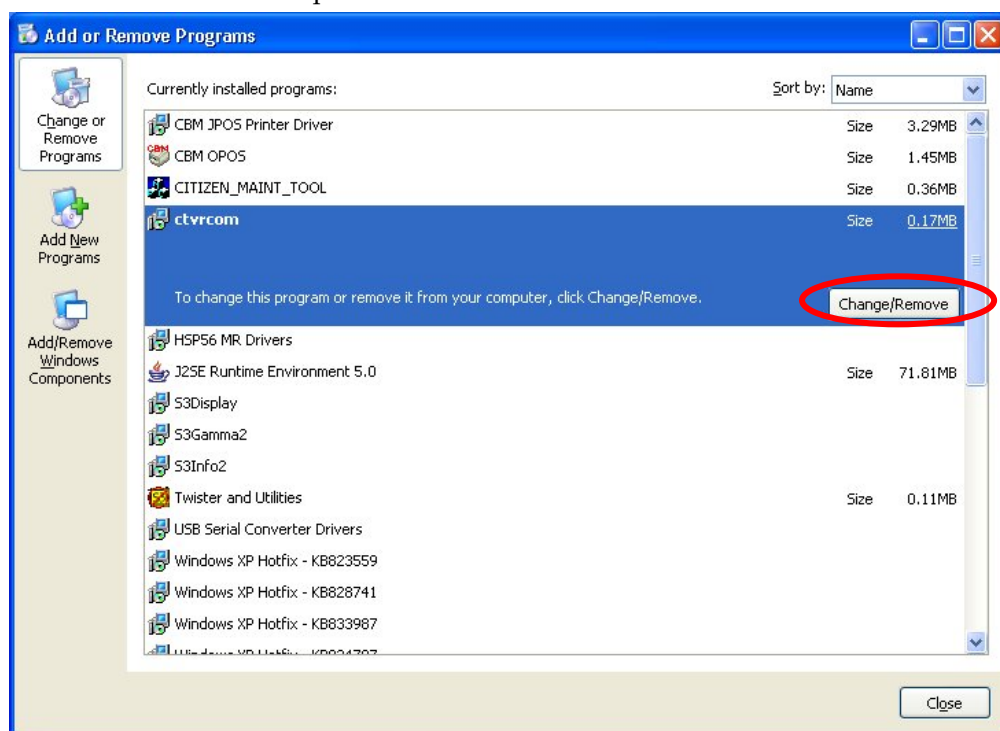 Add or Remove Programs
Currently installed programs:
Sort by: Name
Change or
Remove
Programs
Add New
Programs
Add/Remove
Windows
Components
CBM JPOS Printer Driver Size 3.29MB
CBM OPOS Size 1.45MB
CITIZEN_MAINT_TOOL Size 0.36MB
ctvrcom Size 0.17MB
To change this program or remove it from your computer, click Change/Remove.
Change/Remove
HSP56 MR Drivers
J2SE Runtime Environment 5.0 Size 71.81MB
S3Display
S3Gamma2
S3Info2
Twister and Utilities Size 0.11MB
USB Serial Converter Drivers
Windows XP Hotfix - KB823559
Windows XP Hotfix - KB828741
Windows XP Hotfix - KB833987
Windows XP Hotfix
Close